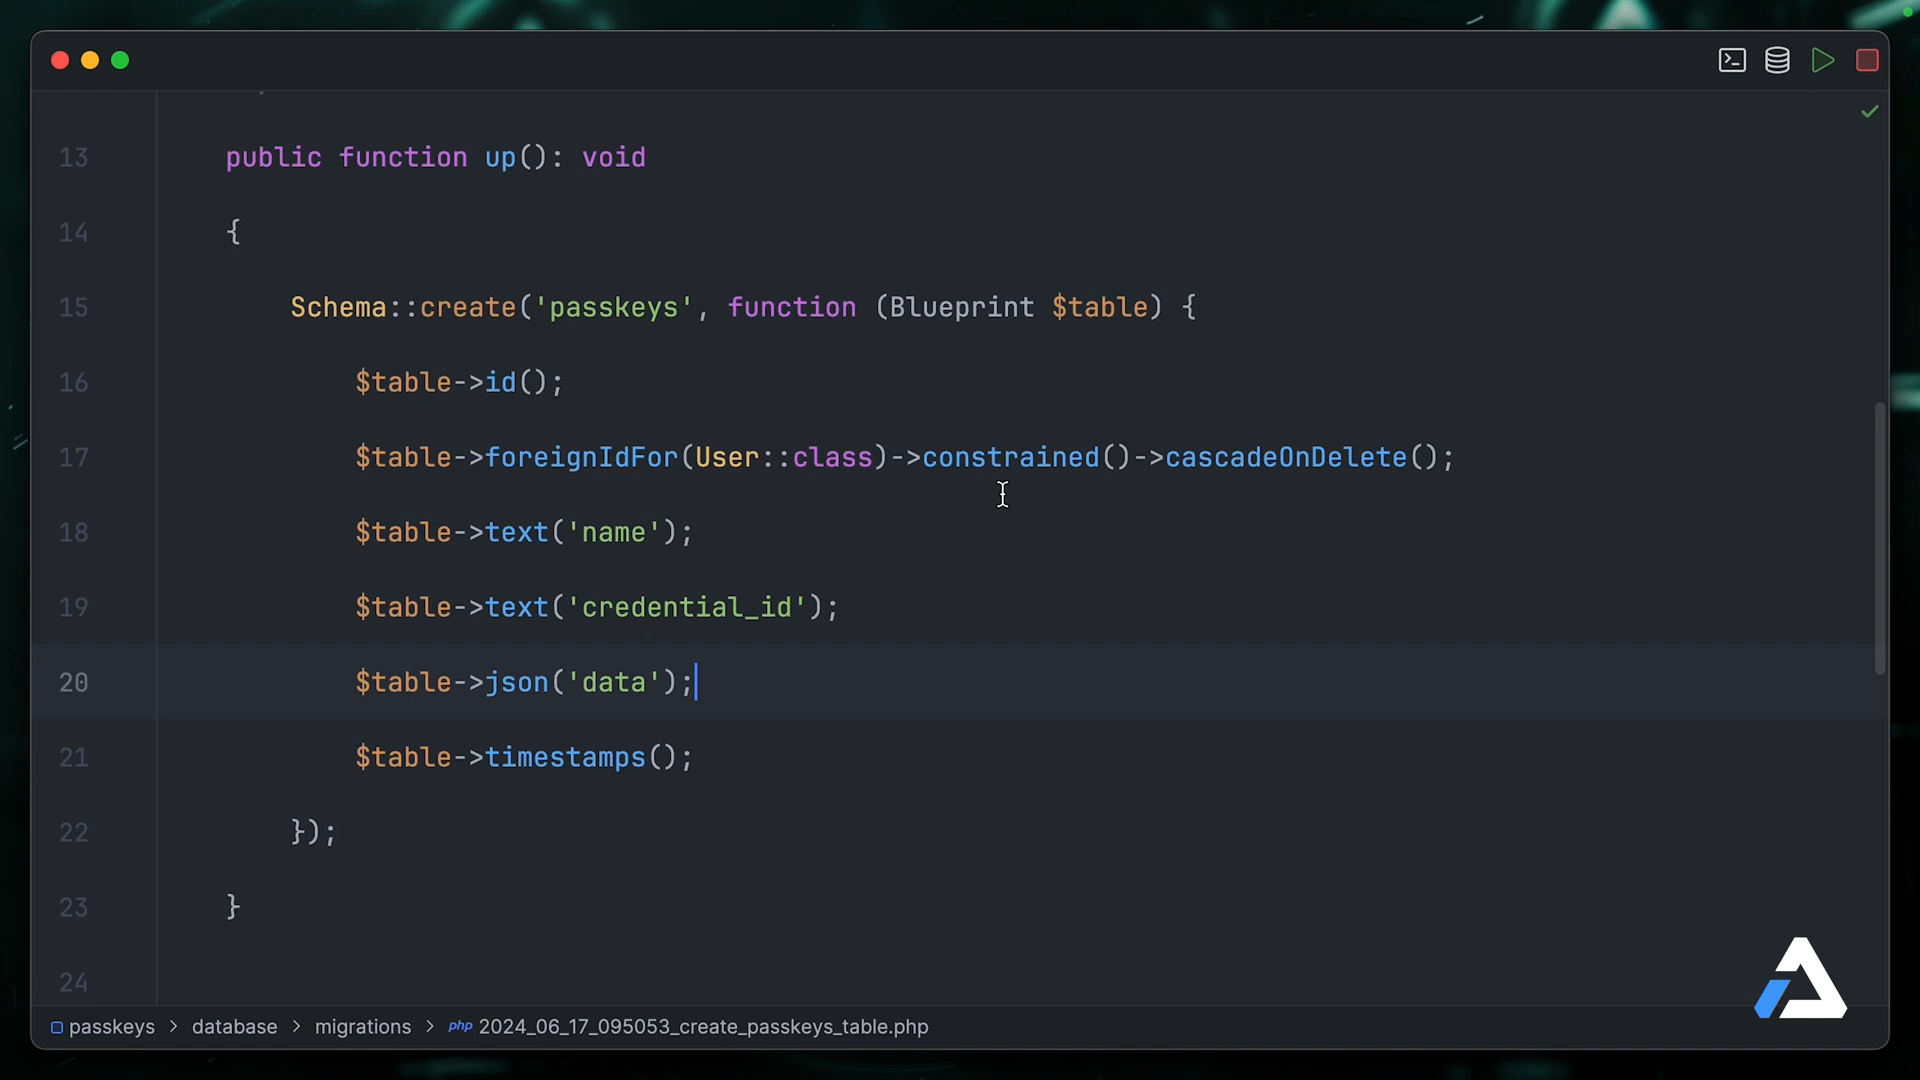 13 public function up(): void
14 {
15 Schema::create('passkeys', function (Blueprint $table) {
16 $table->id();
17 $table->foreignIdFor(User::class)->constrained()->cascadeOnDelete();
18 $table->text('name');
19 $table->text('credential_id');
20 $table->json('data');
21 $table->timestamps();
22 });
23 }
24
passkeys > database > migrations > php 2024_06_17_095053_create_passkeys_table.php